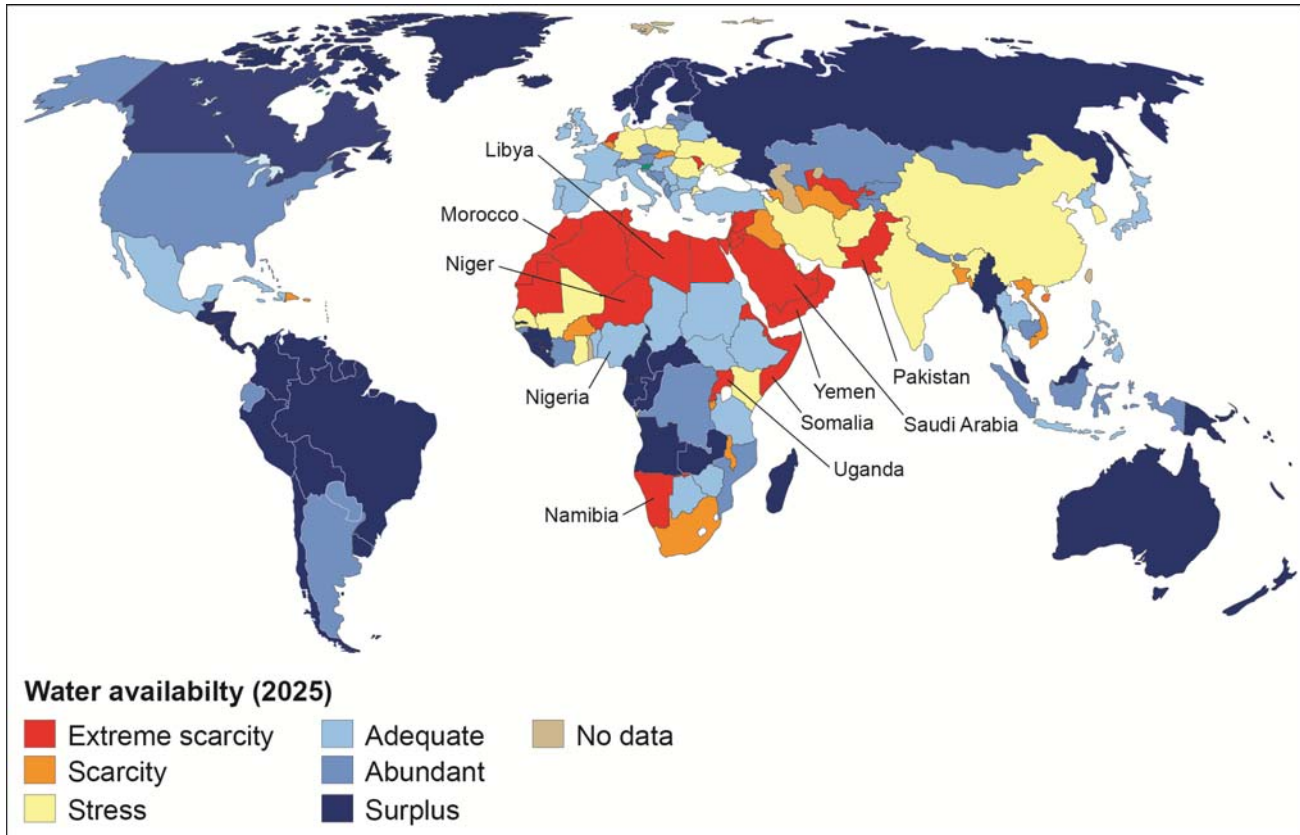 Libya
Morocco
Niger
Nigeria
Namibia
Pakistan
Yemen
Somalia
Saudi Arabia
Uganda
Water availabilty (2025)
Extreme scarcity
Scarcity
Stress
Adequate
Abundant
Surplus
No data